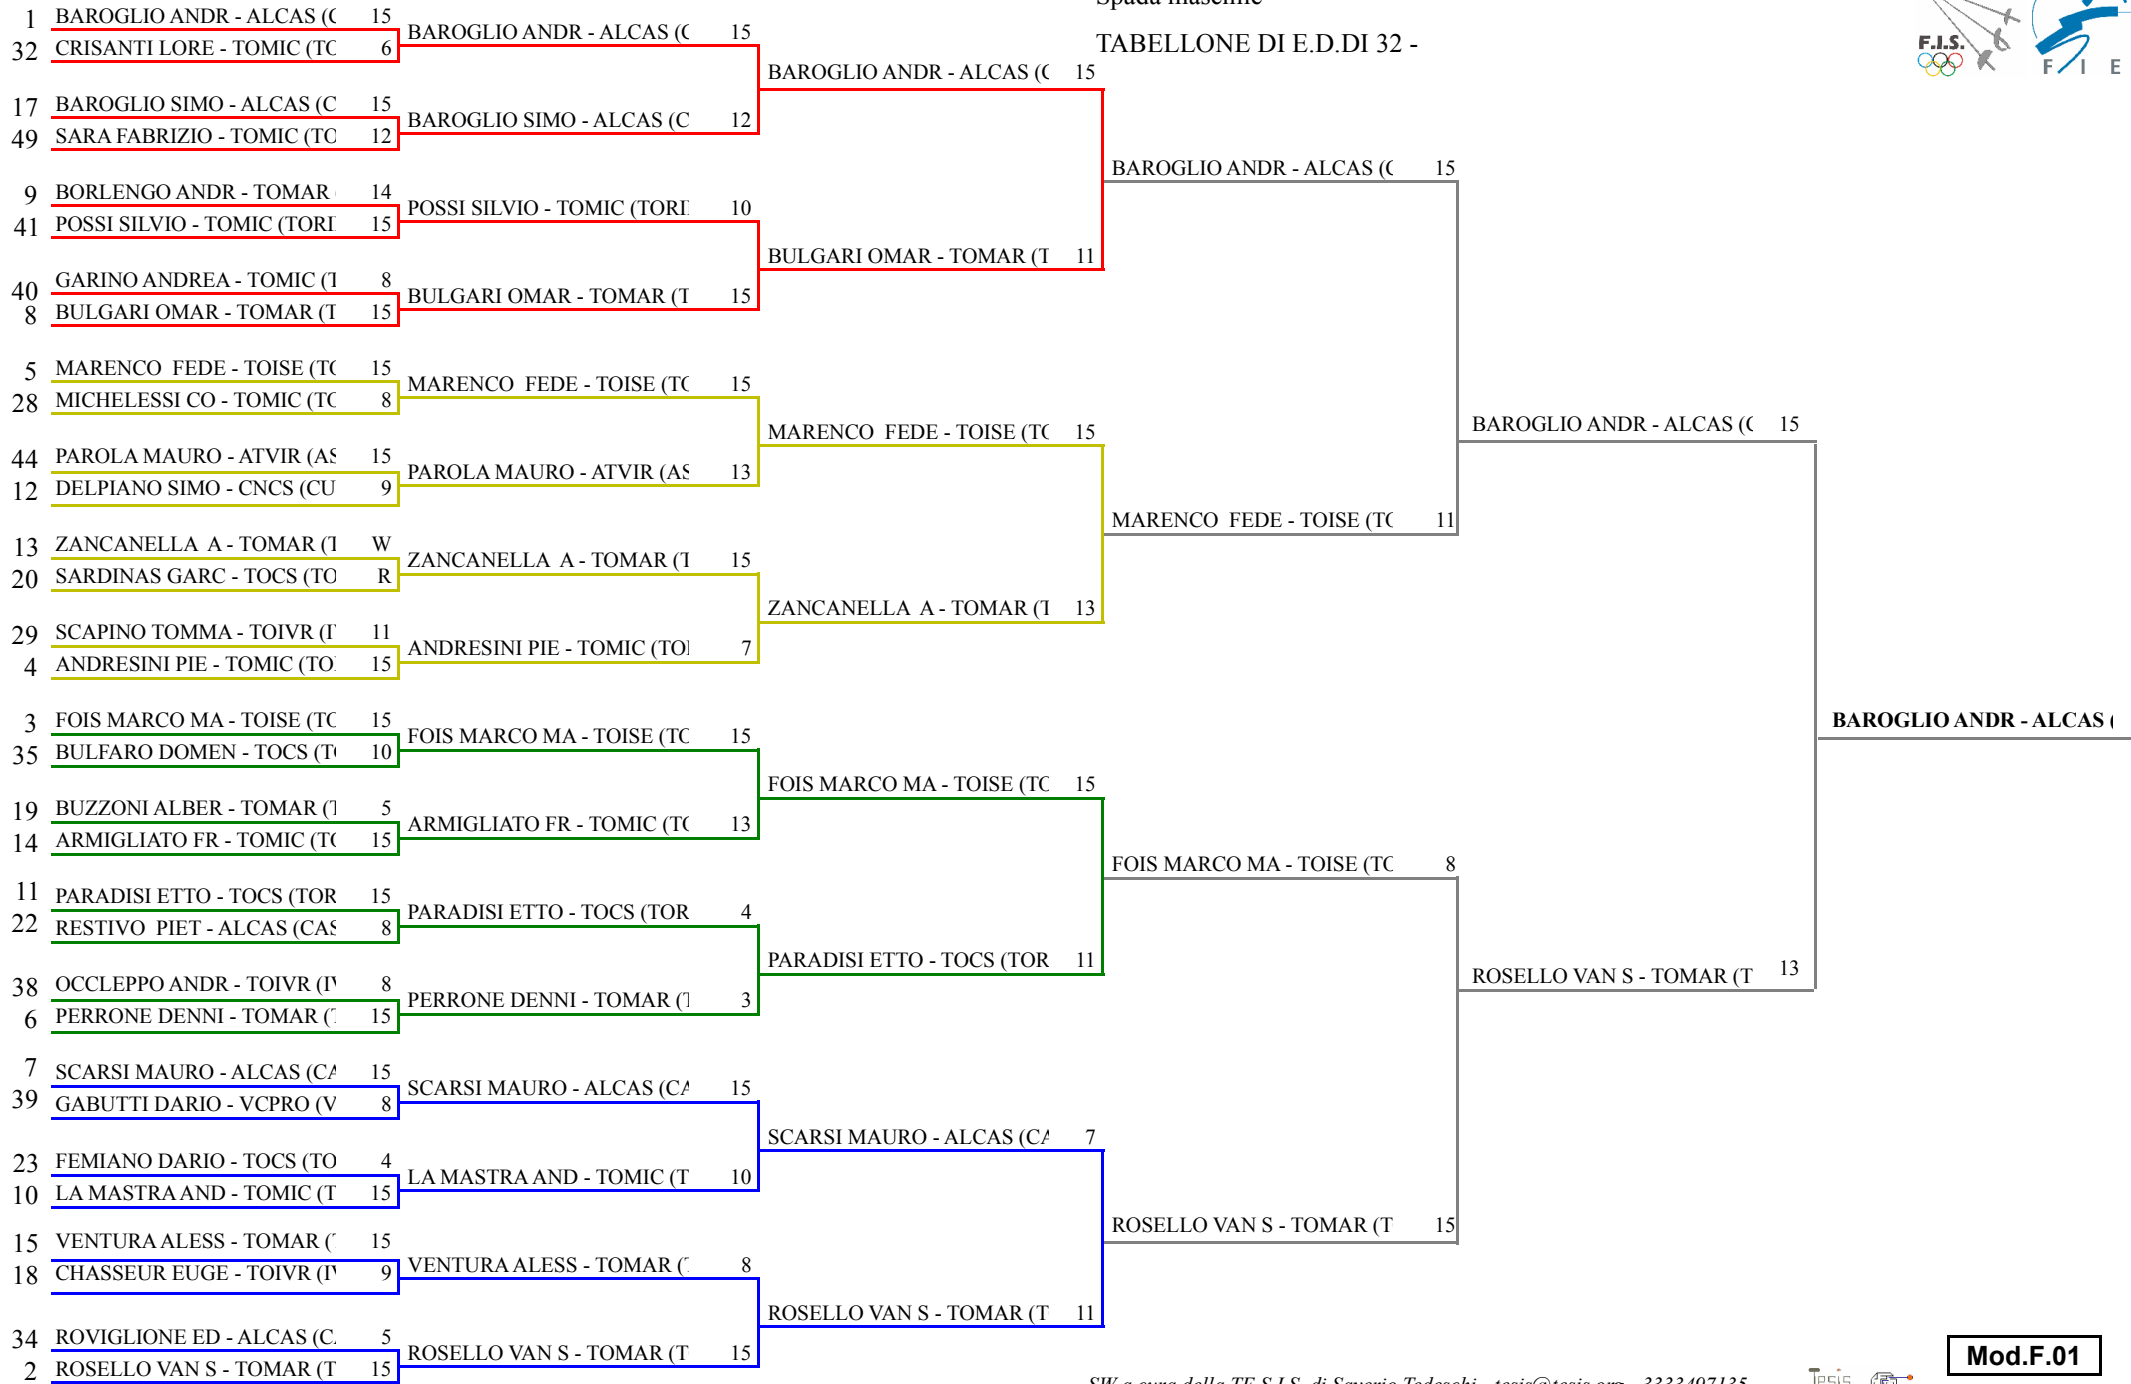 Spada maschile
TABELLONE DI E.D.DI 32 -
F.I.S.
F I E
1 BAROGLIO ANDR - ALCAS (C 15
32 CRISANTI LORE - TOMIC (TC 6
17 BAROGLIO SIMO - ALCAS (C 15
49 SARA FABRIZIO - TOMIC (TC 12
9 BORLENGO ANDR - TOMAR 14
41 POSSI SILVIO - TOMIC (TORI 15
40 GARINO ANDREA - TOMIC (T 8
8 BULGARI OMAR - TOMAR (T 15
5 MARENCO FEDE - TOISE (TC 15
28 MICHELESSI CO - TOMIC (TC 8
44 PAROLA MAURO - ATVIR (AS 15
12 DELPIANO SIMO - CNCS (CU 9
13 ZANCANELLA A - TOMAR (T W
20 SARDINAS GARC - TOCS (TO R
29 SCAPINO TOMMA - TOIVR (I 11
4 ANDRESINI PIE - TOMIC (TO 15
3 FOIS MARCO MA - TOISE (TC 15
35 BULFARO DOMEN - TOCS (T 10
19 BUZZONI ALBER - TOMAR (T 5
14 ARMIGLIATO FR - TOMIC (TC 15
11 PARADISI ETTO - TOCS (TOR 15
22 RESTIVO PIET - ALCAS (CAS 8
38 OCCLEPPO ANDR - TOIVR (IV 8
6 PERRONE DENNI - TOMAR (T 15
7 SCARSI MAURO - ALCAS (CA 15
39 GABUTTI DARIO - VCPRO (V 8
23 FEMIANO DARIO - TOCS (TO 4
10 LA MASTRA AND - TOMIC (T 15
15 VENTURA ALESS - TOMAR (T 15
18 CHASSEUR EUGE - TOIVR (IV 9
34 ROVIGLIONE ED - ALCAS (C 5
2 ROSELLO VAN S - TOMAR (T 15
BAROGLIO ANDR - ALCAS (C 15
BAROGLIO SIMO - ALCAS (C 12
POSSI SILVIO - TOMIC (TORI 10
BULGARI OMAR - TOMAR (T 15
MARENCO FEDE - TOISE (TC 15
PAROLA MAURO - ATVIR (AS 13
ZANCANELLA A - TOMAR (T 15
ANDRESINI PIE - TOMIC (TO 7
FOIS MARCO MA - TOISE (TC 15
ARMIGLIATO FR - TOMIC (TC 13
PARADISI ETTO - TOCS (TOR 4
PERRONE DENNI - TOMAR (T 3
SCARSI MAURO - ALCAS (CA 15
LA MASTRA AND - TOMIC (T 10
VENTURA ALESS - TOMAR (T 8
ROSELLO VAN S - TOMAR (T 15
BAROGLIO ANDR - ALCAS (C 15
BULGARI OMAR - TOMAR (T 11
MARENCO FEDE - TOISE (TC 15
ZANCANELLA A - TOMAR (T 13
FOIS MARCO MA - TOISE (TC 15
PARADISI ETTO - TOCS (TOR 11
SCARSI MAURO - ALCAS (CA 7
ROSELLO VAN S - TOMAR (T 11
BAROGLIO ANDR - ALCAS (C 15
MARENCO FEDE - TOISE (TC 11
FOIS MARCO MA - TOISE (TC 8
ROSELLO VAN S - TOMAR (T 15
BAROGLIO ANDR - ALCAS (C 15
ROSELLO VAN S - TOMAR (T 13
BAROGLIO ANDR - ALCAS (
SW a cura della TE.S.I.S. di Saverio Tedeschi - tesis@tesis.org - 3333497135
Tesis
Mod.F.01